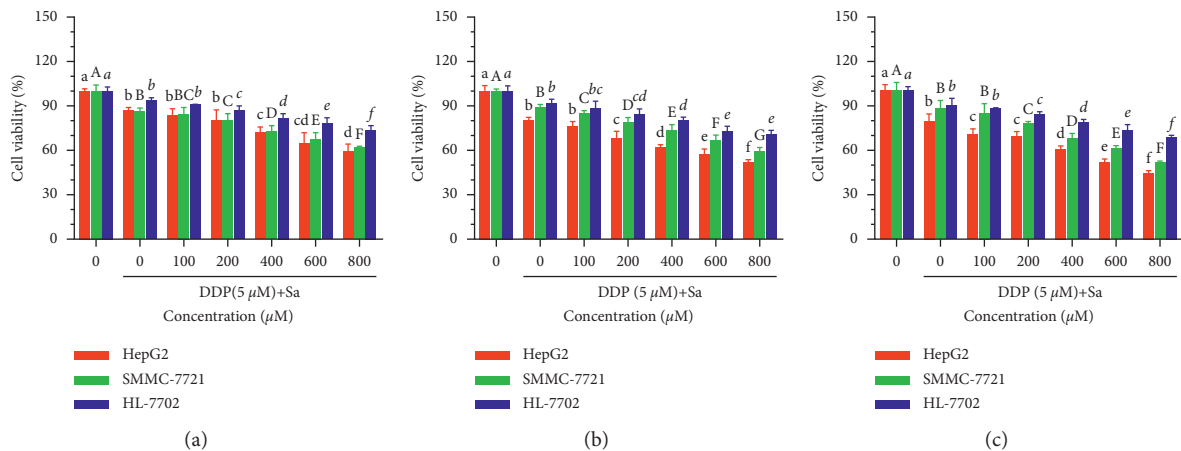 150
120
90
60
30
0
Cell viability (%)
a A a
b B b
b BC b
b C c
c D d
cd E e
d F f
0 0 100 200 400 600 800
DDP(5 µM)+Sa
Concentration (µM)
HepG2
SMMC-7721
HL-7702
(a)
150
120
90
60
30
0
Cell viability (%)
a A a
b B b
b C bc
c D cd
d E d
e F e
f G e
0 0 100 200 400 600 800
DDP (5 µM)+Sa
Concentration (µM)
HepG2
SMMC-7721
HL-7702
(b)
150
120
90
60
30
0
Cell viability (%)
a A a
b B b
c B b
c C c
d D d
e E e
f F f
0 0 100 200 400 600 800
DDP (5 µM)+Sa
Concentration (µM)
HepG2
SMMC-7721
HL-7702
(c)